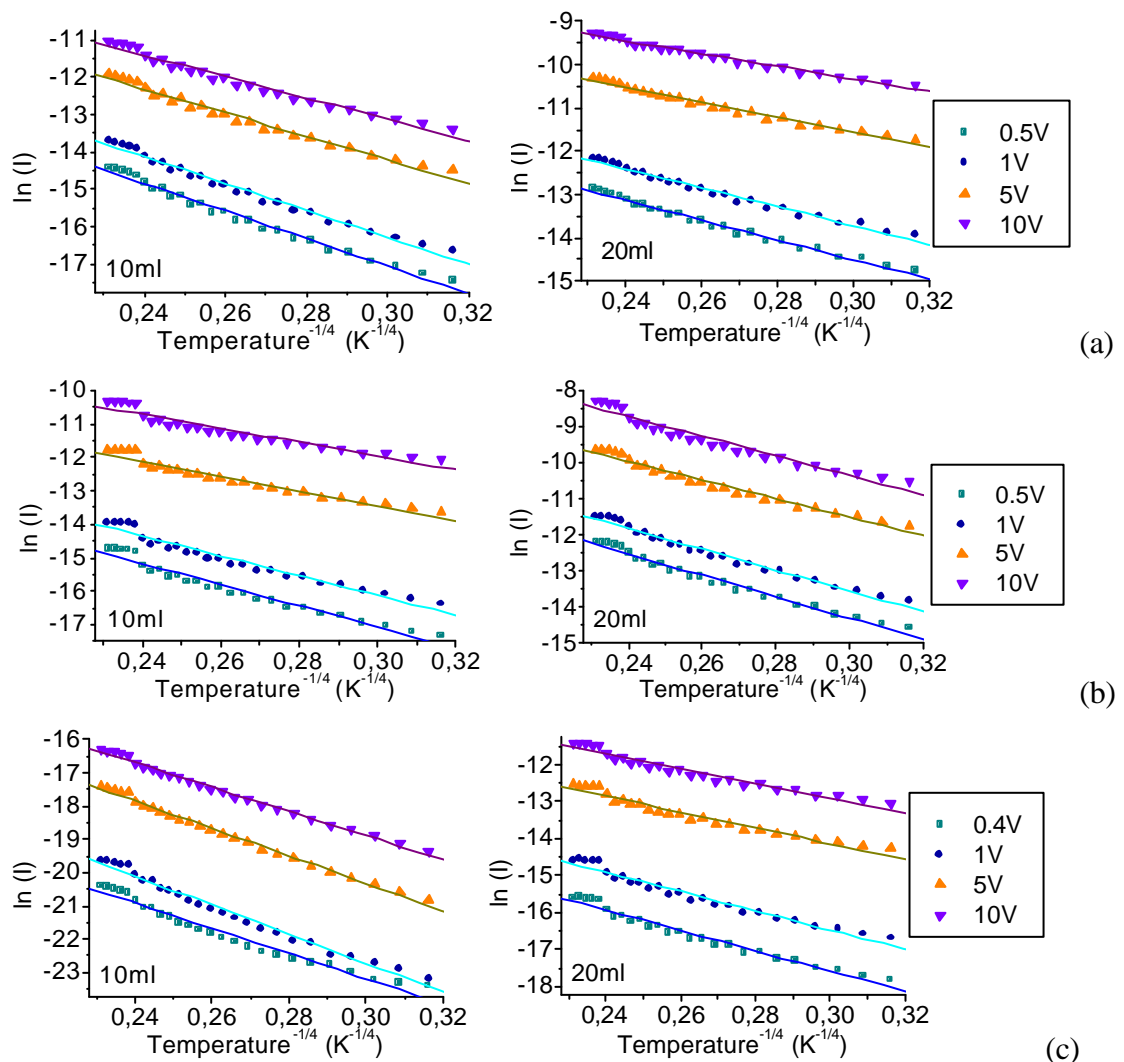 -11
-12
-13
-14
-15
-16
-17
ln (I)
10ml
0,24 0,26 0,28 0,30 0,32
Temperature-1/4 (K-1/4)
-9
-10
-11
-12
-13
-14
-15
ln (I)
20ml
0,24 0,26 0,28 0,30 0,32
Temperature-1/4 (K-1/4)
0.5V
1V
5V
10V
(a)
-10
-11
-12
-13
-14
-15
-16
-17
ln (I)
10ml
0,24 0,26 0,28 0,30 0,32
Temperature-1/4 (K-1/4)
-8
-9
-10
-11
-12
-13
-14
-15
ln (I)
20ml
0,24 0,26 0,28 0,30 0,32
Temperature-1/4 (K-1/4)
0.5V
1V
5V
10V
(b)
-16
-17
-18
-19
-20
-21
-22
-23
ln (I)
10ml
0,24 0,26 0,28 0,30 0,32
Temperature-1/4 (K-1/4)
-12
-13
-14
-15
-16
-17
-18
ln (I)
20ml
0,24 0,26 0,28 0,30 0,32
Temperature-1/4 (K-1/4)
0.4V
1V
5V
10V
(c)